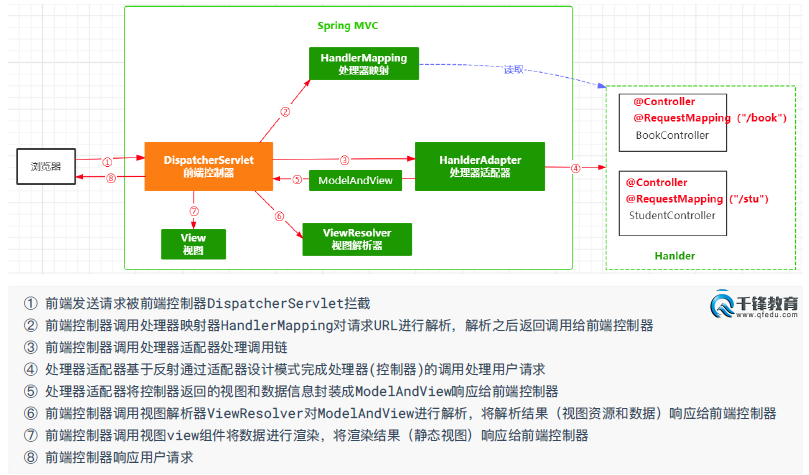 Spring MVC
HandlerMapping
处理器映射
读取
@Controller
@RequestMapping（"/book"）
BookController
②
浏览器
①
⑧
DispatcherServlet
前端控制器
③
⑤
ModelAndView
HanlderAdapter
处理器适配器
④
@Controller
@RequestMapping（"/stu"）
StudentController
⑦
⑥
View
视图
ViewResolver
视图解析器
Hanlder
千锋教育
www.qfedu.com
① 前端发送请求被前端控制器DispatcherServlet拦截
② 前端控制器调用处理器映射器HandlerMapping对请求URL进行解析，解析之后返回调用给前端控制器
③ 前端控制器调用处理器适配器处理调用链
④ 处理器适配器基于反射通过适配器设计模式完成处理器(控制器)的调用处理用户请求
⑤ 处理器适配器将控制器返回的视图和数据信息封装成ModelAndView响应给前端控制器
⑥ 前端控制器调用视图解析器ViewResolver对ModelAndView进行解析，将解析结果（视图资源和数据）响应给前端控制器
⑦ 前端控制器调用视图view组件将数据进行渲染，将渲染结果（静态视图）响应给前端控制器
⑧ 前端控制器响应用户请求